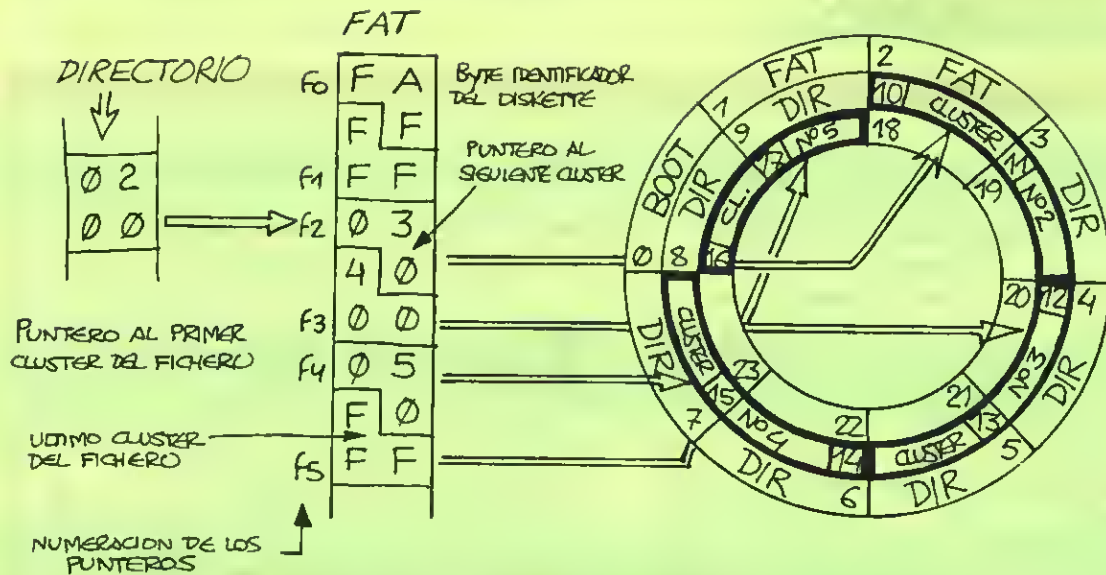 FAT
DIRECTORIO
Ø 2
Ø Ø
PUNTERO AL PRIMER
CLUSTER DEL FICHERO
ULTIMO CLUSTER
DEL FICHERO
NUMERACION DE LOS
PUNTEROS
F0 F A
F F
F1 F F
F2 Ø 3
4 Ø
F3 Ø Ø
F4 Ø 5
F Ø
F5 F F
BYTE IDENTIFICADOR
DEL DISKETTE
PUNTERO AL
SIGUIENTE CLUSTER
Ø BOOT
1 FAT
2 FAT
3 DIR
4 DIR
5 DIR
6 DIR
7 DIR
8 DIR
9 DIR
10 CLUSTER 11 Nº2
12 Nº3 13 CLUSTER
14 Nº4 15 CLUSTER
16 CL. 17 Nº5
18
19
20
21
22
23